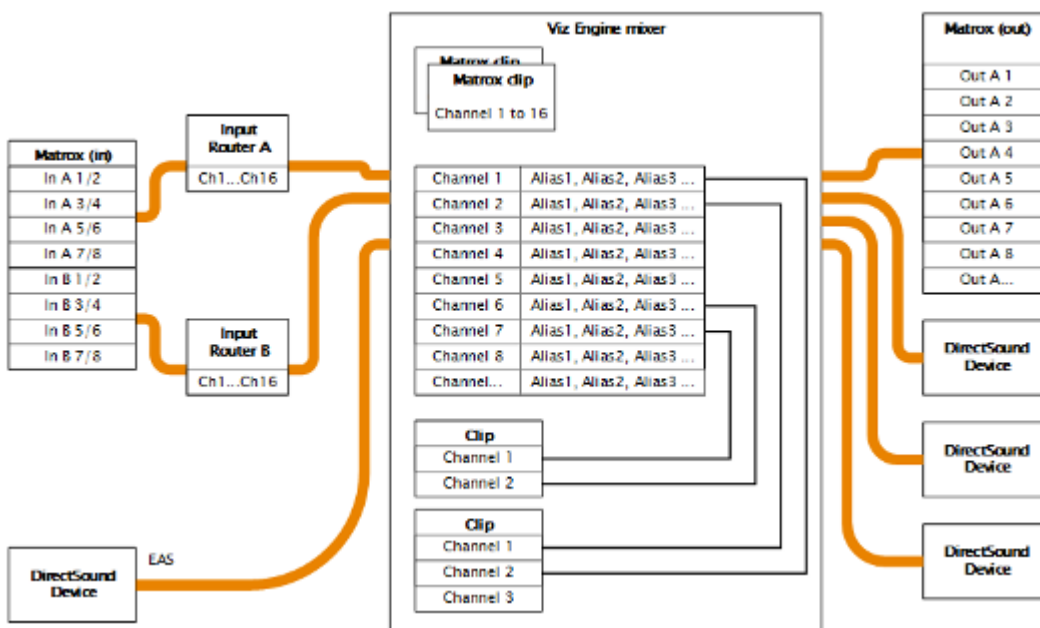 Viz Engine mixer
Matrox clip
Matrox clip
Channel 1 to 16
Matrox (in)
In A 1/2
In A 3/4
In A 5/6
In A 7/8
In B 1/2
In B 3/4
In B 5/6
In B 7/8
Input
Router A
Ch1...Ch16
Input
Router B
Ch1...Ch16
DirectSound
Device
EAS
Channel 1 Alias1, Alias2, Alias3 ...
Channel 2 Alias1, Alias2, Alias3 ...
Channel 3 Alias1, Alias2, Alias3 ...
Channel 4 Alias1, Alias2, Alias3 ...
Channel 5 Alias1, Alias2, Alias3 ...
Channel 6 Alias1, Alias2, Alias3 ...
Channel 7 Alias1, Alias2, Alias3 ...
Channel 8 Alias1, Alias2, Alias3 ...
Channel... Alias1, Alias2, Alias3 ...
Clip
Channel 1
Channel 2
Clip
Channel 1
Channel 2
Channel 3
Matrox (out)
Out A 1
Out A 2
Out A 3
Out A 4
Out A 5
Out A 6
Out A 7
Out A 8
Out A...
DirectSound
Device
DirectSound
Device
DirectSound
Device